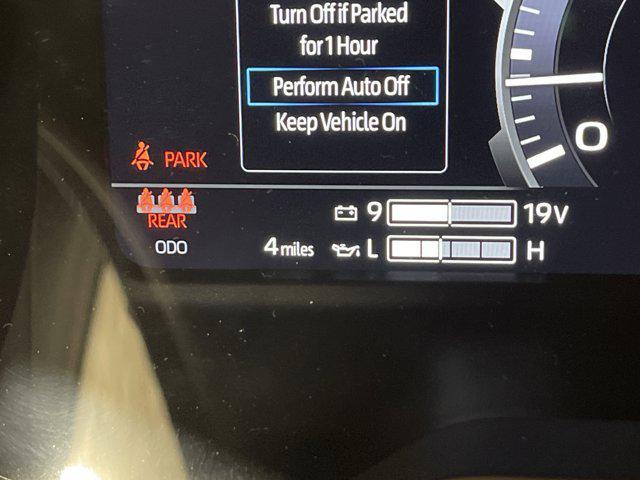 Turn Off if Parked
for 1 Hour
Perform Auto Off
Keep Vehicle On
0
PARK
REAR
9 19V
ODO 4 miles L H